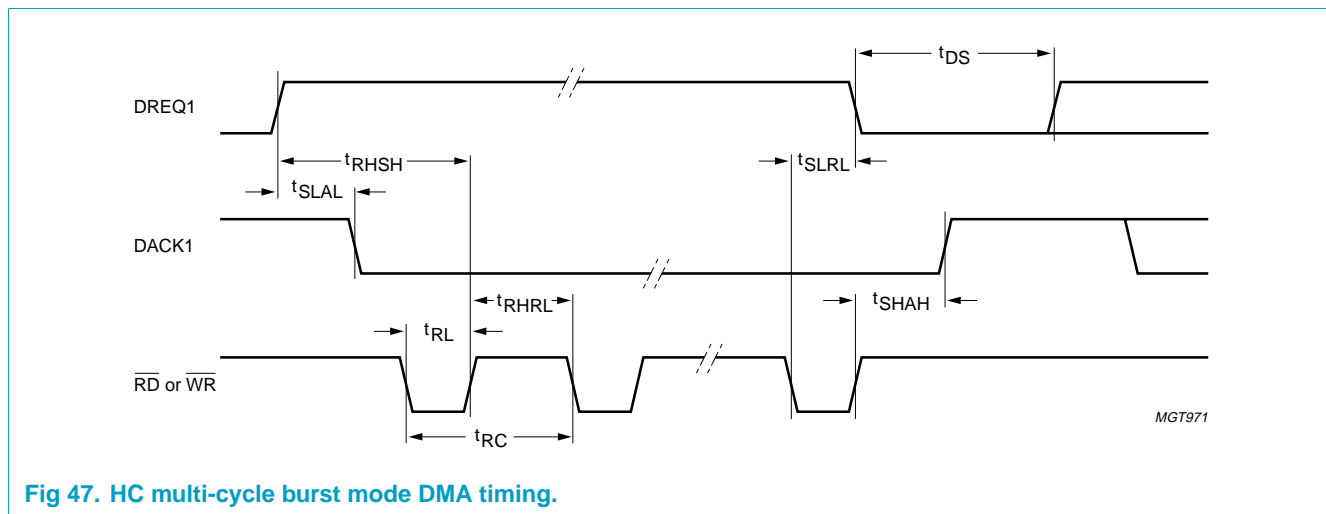 tDS
DREQ1
tRHSH
tSLRL
tSLAL
DACK1
tRHRL
tSHAH
tRL
RD or WR
MGT971
tRC
Fig 47. HC multi-cycle burst mode DMA timing.